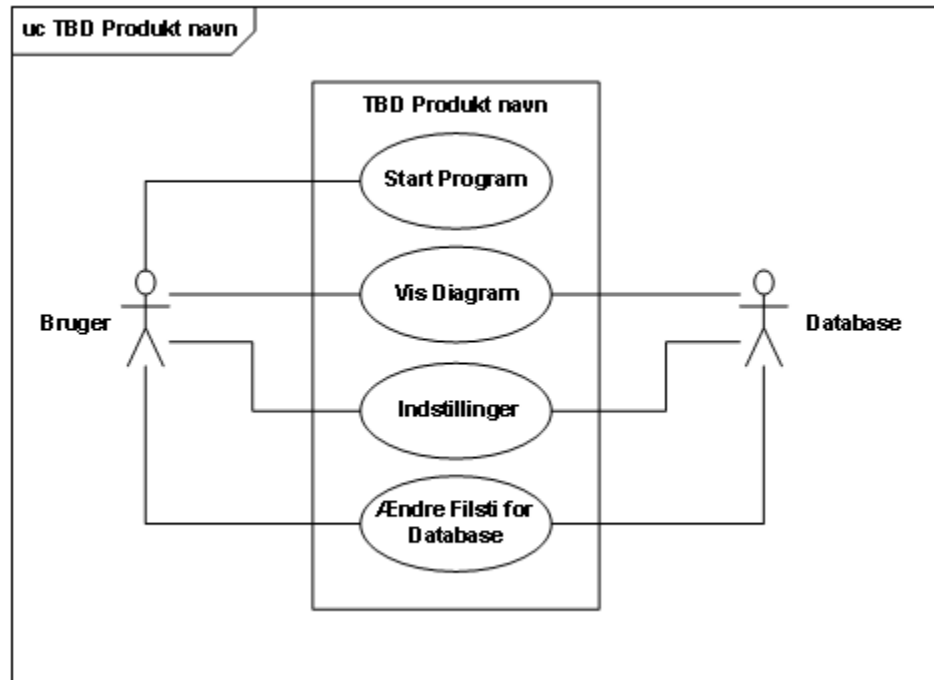 uc TBD Produkt navn
TBD Produkt navn
Start Program
Vis Diagram
Bruger
Database
Indstillinger
Ændre Filsti for
Database